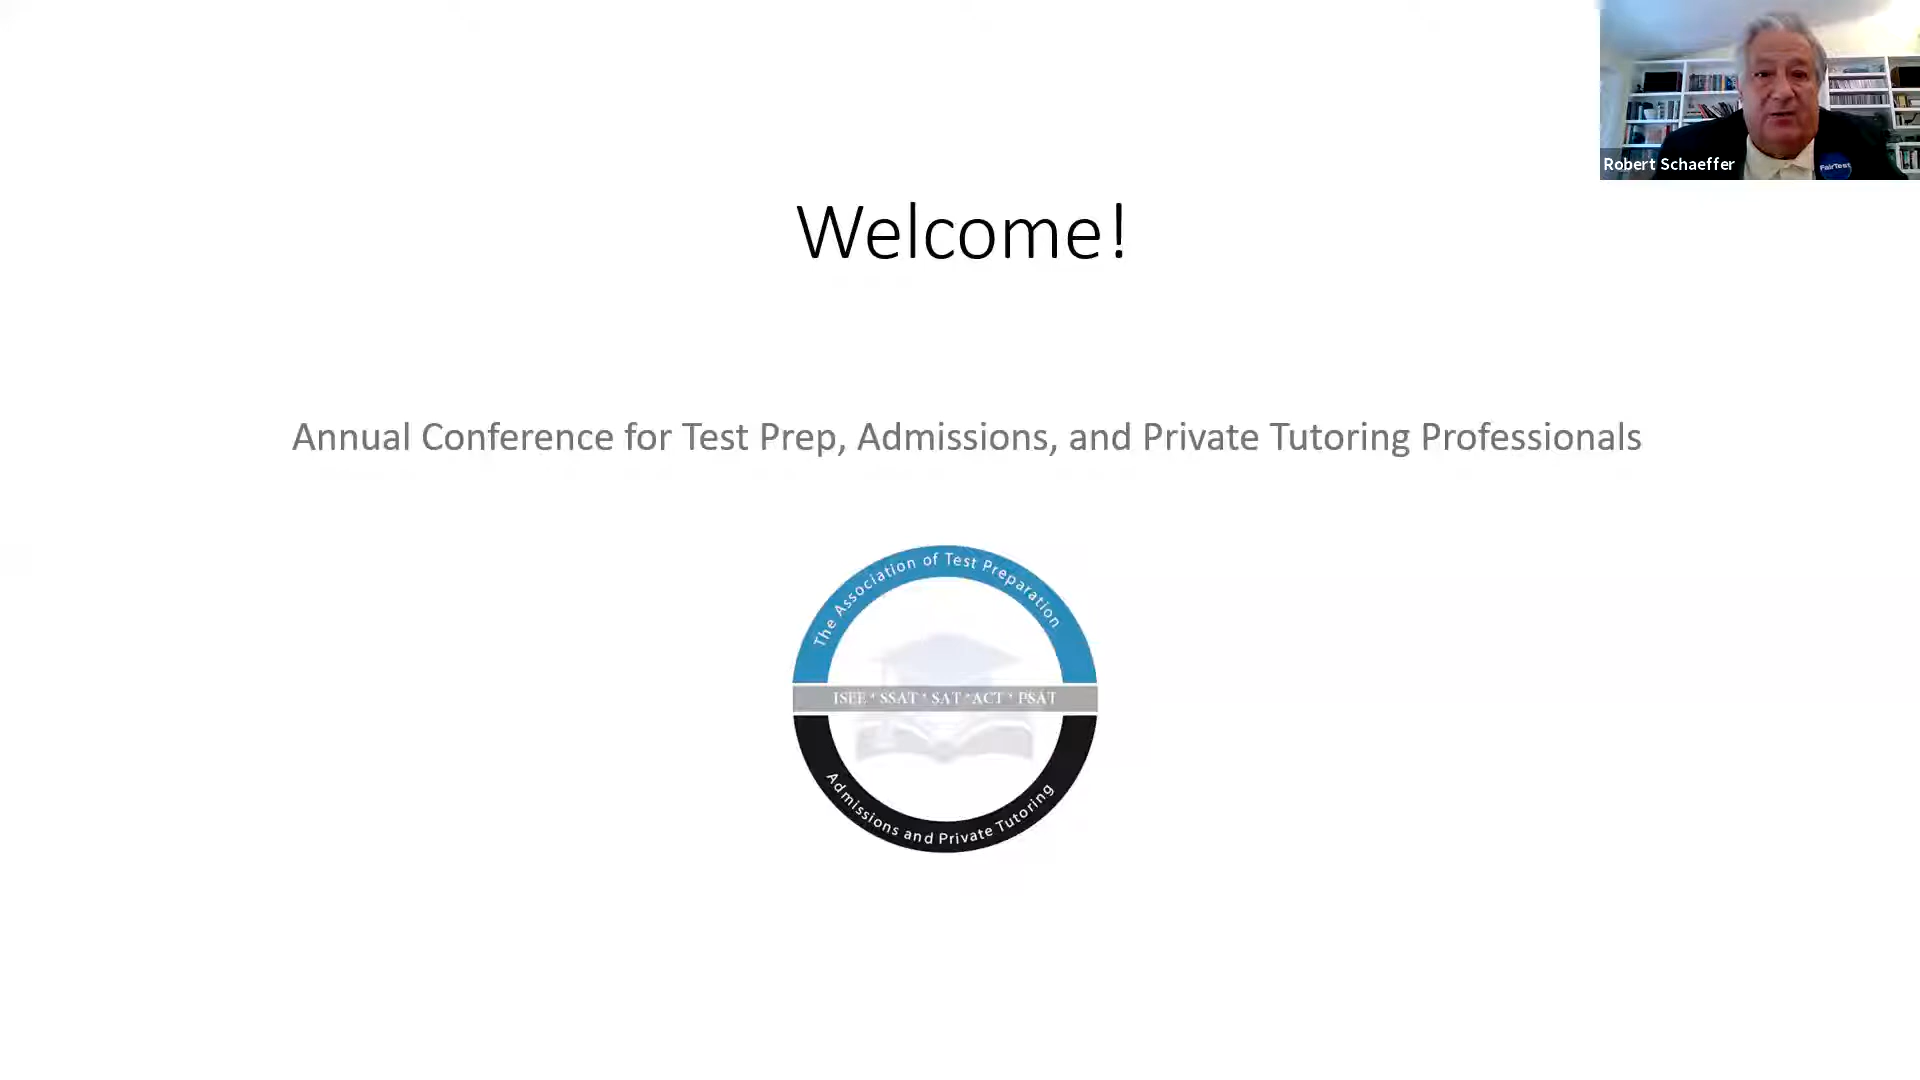 Robert Schaeffer
FairTest
Welcome!
Annual Conference for Test Prep, Admissions, and Private Tutoring Professionals
The Association of Test Preparation
ISEE * SSAT * SAT * ACT * PSAT
Admissions and Private Tutoring